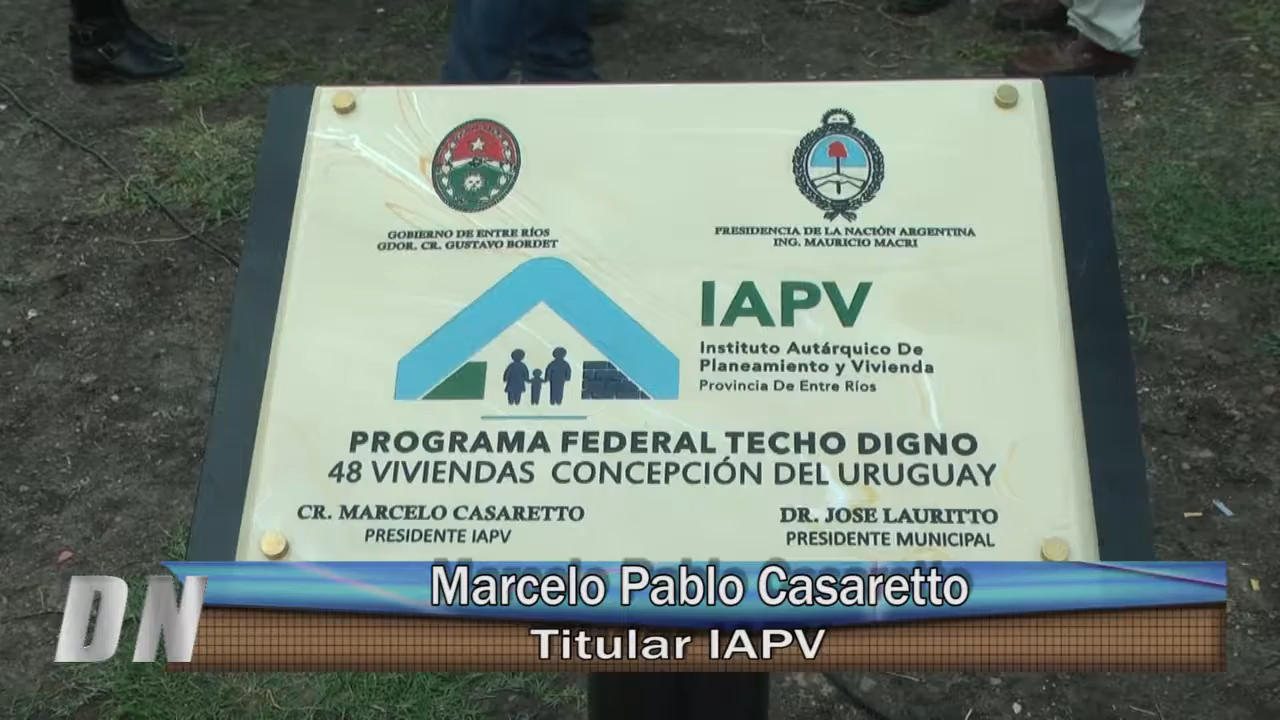 GOBIERNO DE ENTRE RÍOS
GDOR. CR. GUSTAVO BORDET
PRESIDENCIA DE LA NACIÓN ARGENTINA
ING. MAURICIO MACRI
IAPV
Instituto Autárquico De
Planeamiento y Vivienda
Provincia De Entre Ríos
PROGRAMA FEDERAL TECHO DIGNO
48 VIVIENDAS CONCEPCIÓN DEL URUGUAY
CR. MARCELO CASARETTO
PRESIDENTE IAPV
DR. JOSE LAURITTO
PRESIDENTE MUNICIPAL
DN
Marcelo Pablo Casaretto
Titular IAPV